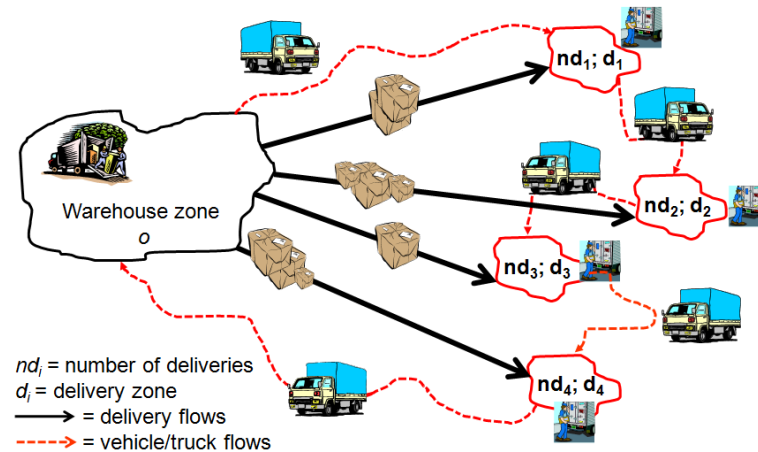 nd₁; d₁
Warehouse zone
o
nd₂; d₂
nd₃; d₃
nd₄; d₄
ndᵢ = number of deliveries
dᵢ = delivery zone
= delivery flows
= vehicle/truck flows